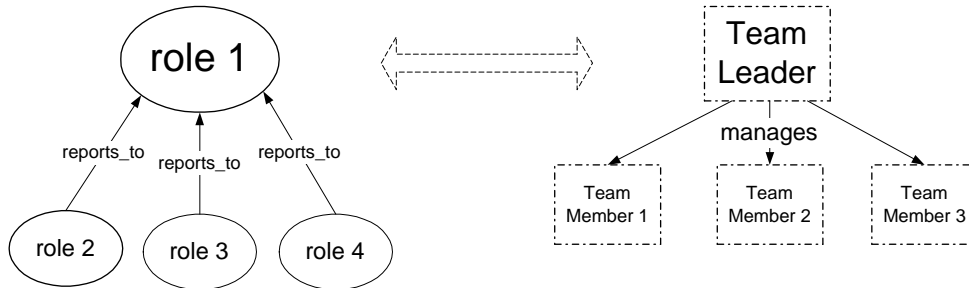 role 1
reports_to
reports_to
reports_to
role 2
role 3
role 4
Team
Leader
manages
Team
Member 1
Team
Member 2
Team
Member 3